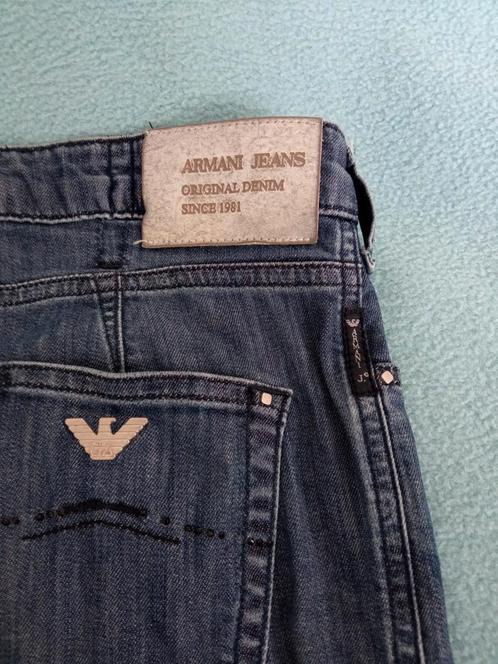 ARMANI JEANS
ORIGINAL DENIM
SINCE 1981
ARMANI